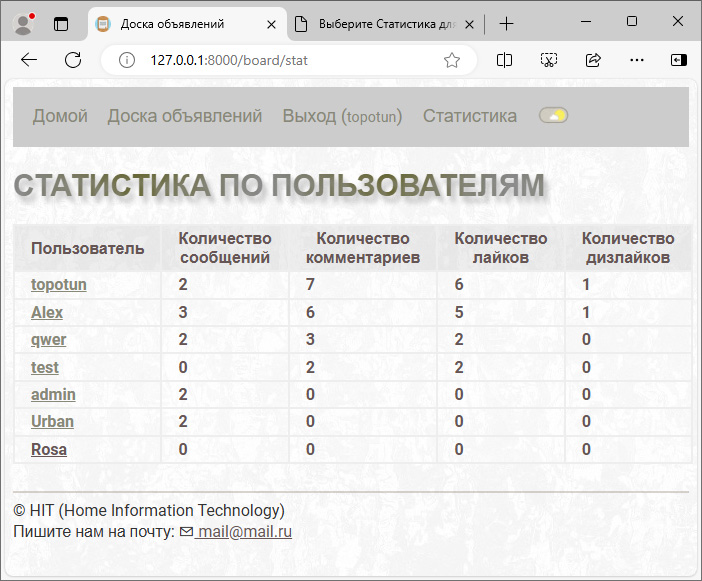 Доска объявлений
Выберите Статистика для
127.0.0.1:8000/board/stat
Домой Доска объявлений Выход (topotun) Статистика
СТАТИСТИКА ПО ПОЛЬЗОВАТЕЛЯМ
Пользователь Количество сообщений Количество комментариев Количество лайков Количество дизлайков
topotun 2 7 6 1
Alex 3 6 5 1
qwer 2 3 2 0
test 0 2 2 0
admin 2 0 0 0
Urban 2 0 0 0
Rosa 0 0 0 0
© HIT (Home Information Technology)
Пишите нам на почту: mail@mail.ru